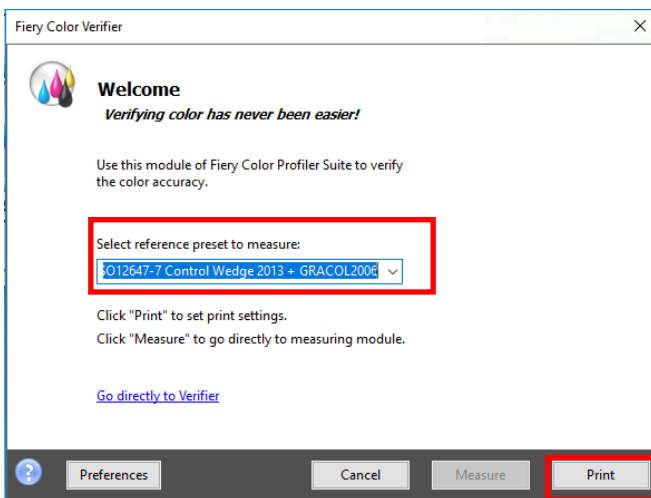 Fiery Color Verifier
Welcome
Verifying color has never been easier!
Use this module of Fiery Color Profiler Suite to verify
the color accuracy.
Select reference preset to measure:
O12647-7 Control Wedge 2013 + GRACOL2006
Click "Print" to set print settings.
Click "Measure" to go directly to measuring module.
Go directly to Verifier
?
Preferences
Cancel
Measure
Print